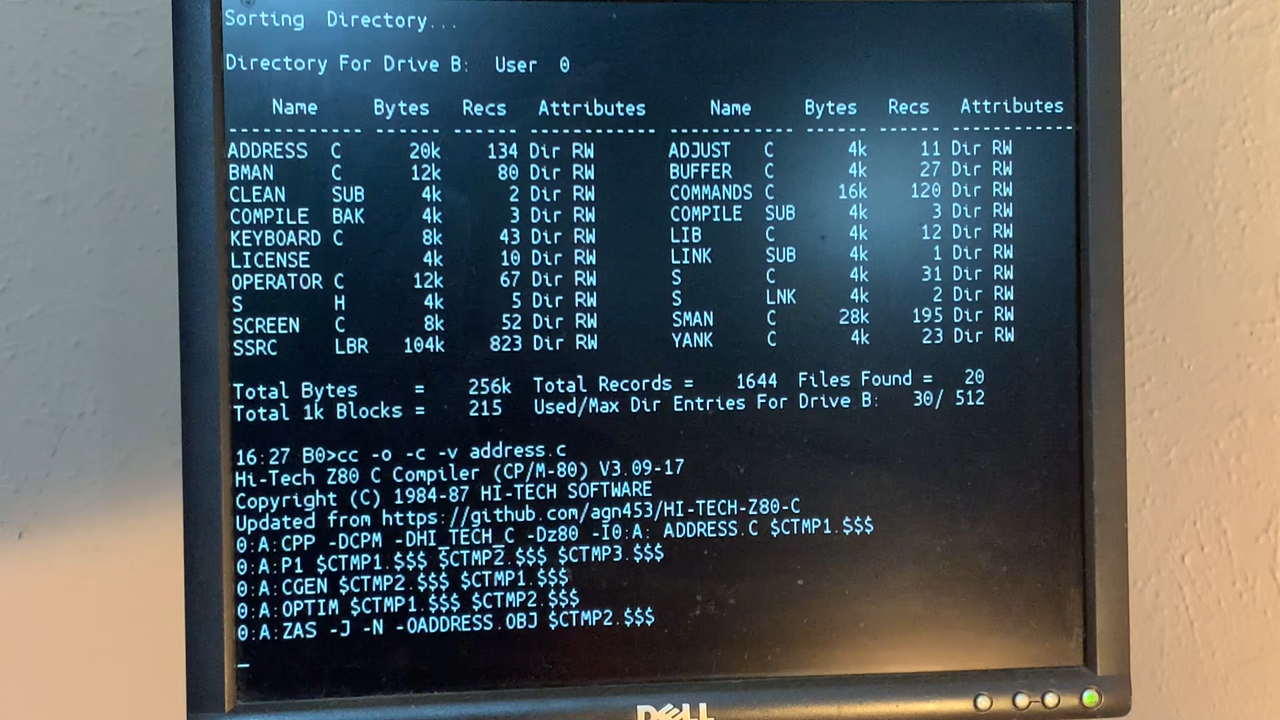 Sorting  Directory...
Directory For Drive B:  User  0
Name Bytes Recs Attributes Name Bytes Recs Attributes
------------- ------ ------ ------------ ------------ ------ ------ ------------
ADDRESS C 20k 134 Dir RW ADJUST C 4k 11 Dir RW
BMAN C 12k 80 Dir RW BUFFER C 4k 27 Dir RW
CLEAN SUB 4k 2 Dir RW COMMANDS C 16k 120 Dir RW
COMPILE BAK 4k 3 Dir RW COMPILE SUB 4k 3 Dir RW
KEYBOARD C 8k 43 Dir RW LIB C 4k 12 Dir RW
LICENSE 4k 10 Dir RW LINK SUB 4k 1 Dir RW
OPERATOR C 12k 67 Dir RW S C 4k 31 Dir RW
S H 4k 5 Dir RW S LNK 4k 2 Dir RW
SCREEN C 8k 52 Dir RW SMAN C 28k 195 Dir RW
SSRC LBR 104k 823 Dir RW YANK C 4k 23 Dir RW
Total Bytes = 256k Total Records = 1644 Files Found = 20
Total 1k Blocks = 215 Used/Max Dir Entries For Drive B: 30/ 512
16:27 B0>cc -o -c -v address.c
Hi-Tech Z80 C Compiler (CP/M-80) V3.09-17
Copyright (C) 1984-87 HI-TECH SOFTWARE
Updated from https://github.com/agn453/HI-TECH-Z80-C
0:A:CPP -DCPM -DHI_TECH_C -Dz80 -I0:A: ADDRESS.C $CTMP1.$$$
0:A:P1 $CTMP1.$$$ $CTMP2.$$$ $CTMP3.$$$
0:A:CGEN $CTMP2.$$$ $CTMP1.$$$
0:A:OPTIM $CTMP1.$$$ $CTMP2.$$$
0:A:ZAS -J -N -OADDRESS.OBJ $CTMP2.$$$
_
DELL